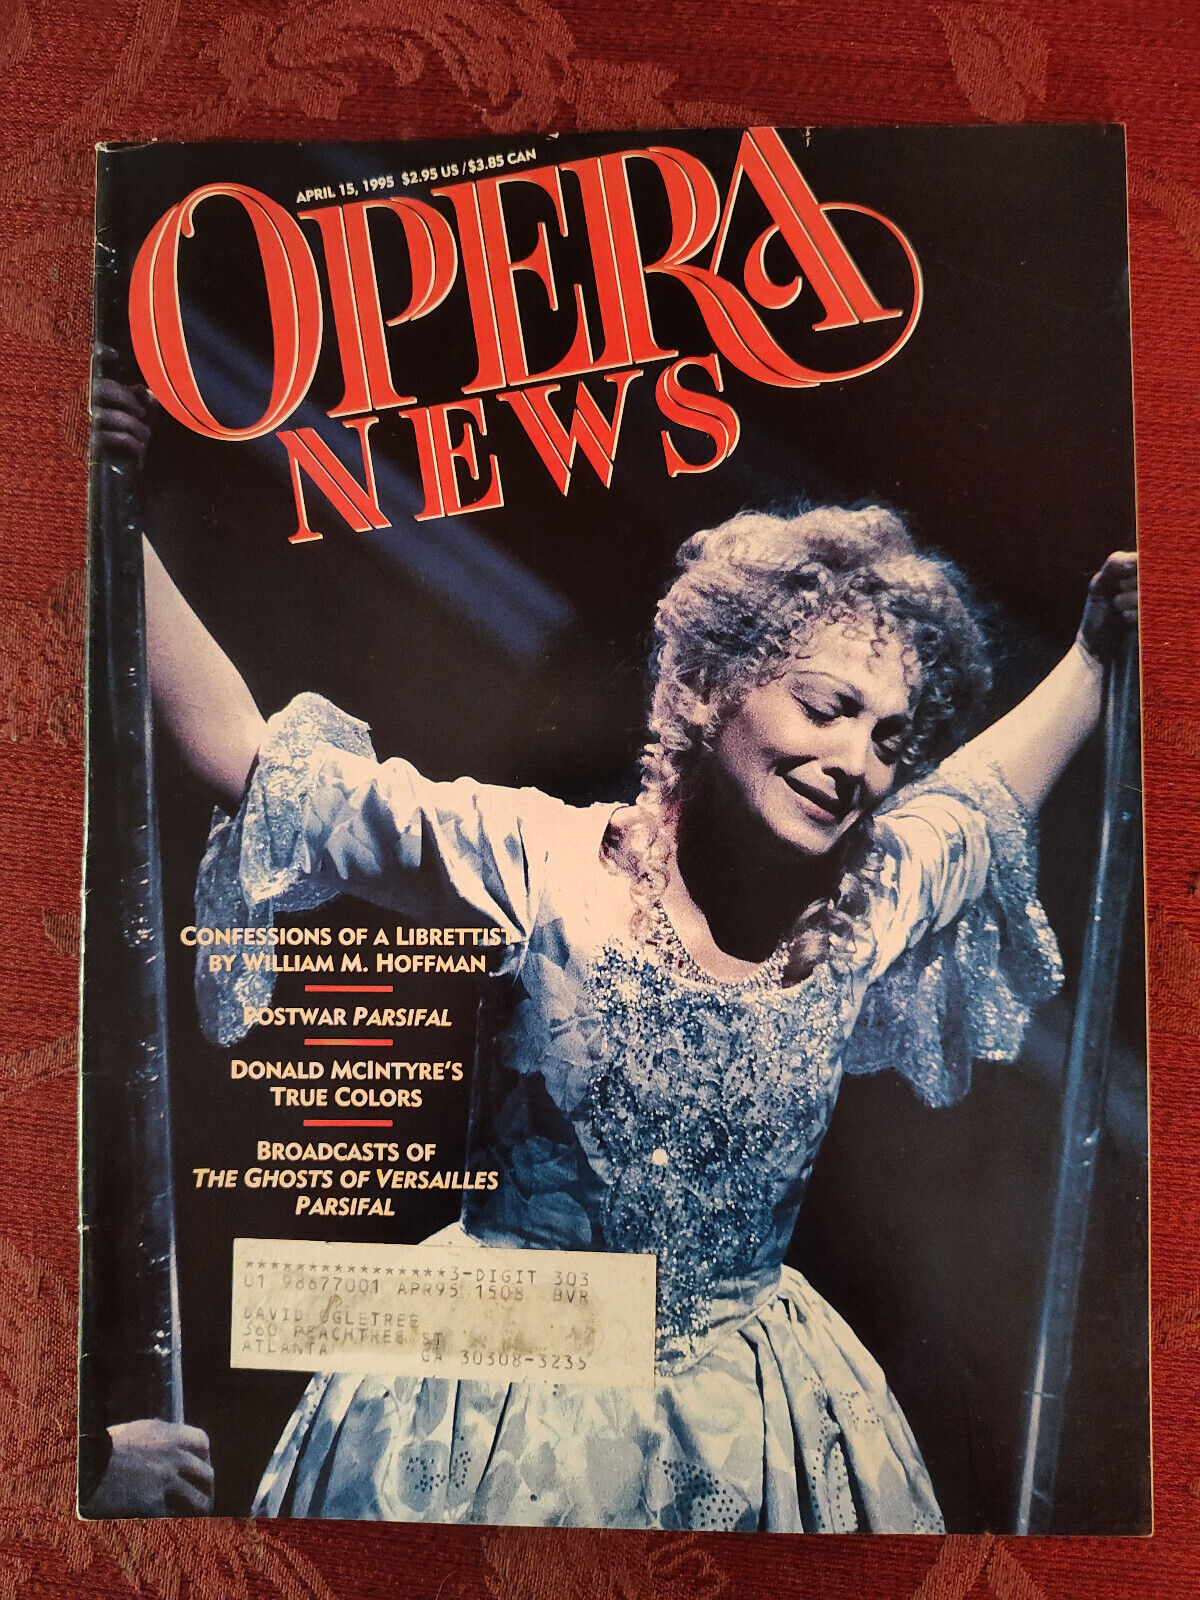 APRIL 15, 1995 $2.95 US / $3.85 CAN
OPERA
NEWS
CONFESSIONS OF A LIBRETTIST
BY WILLIAM M. HOFFMAN
POSTWAR PARSIFAL
DONALD MCINTYRE'S
TRUE COLORS
BROADCASTS OF
THE GHOSTS OF VERSAILLES
PARSIFAL
****************3-DIGIT 303
01 98677001 APR95 1508 BVR
DAVID OGLETREE
360 PEACHTREE ST
ATLANTA GA 30308-3235